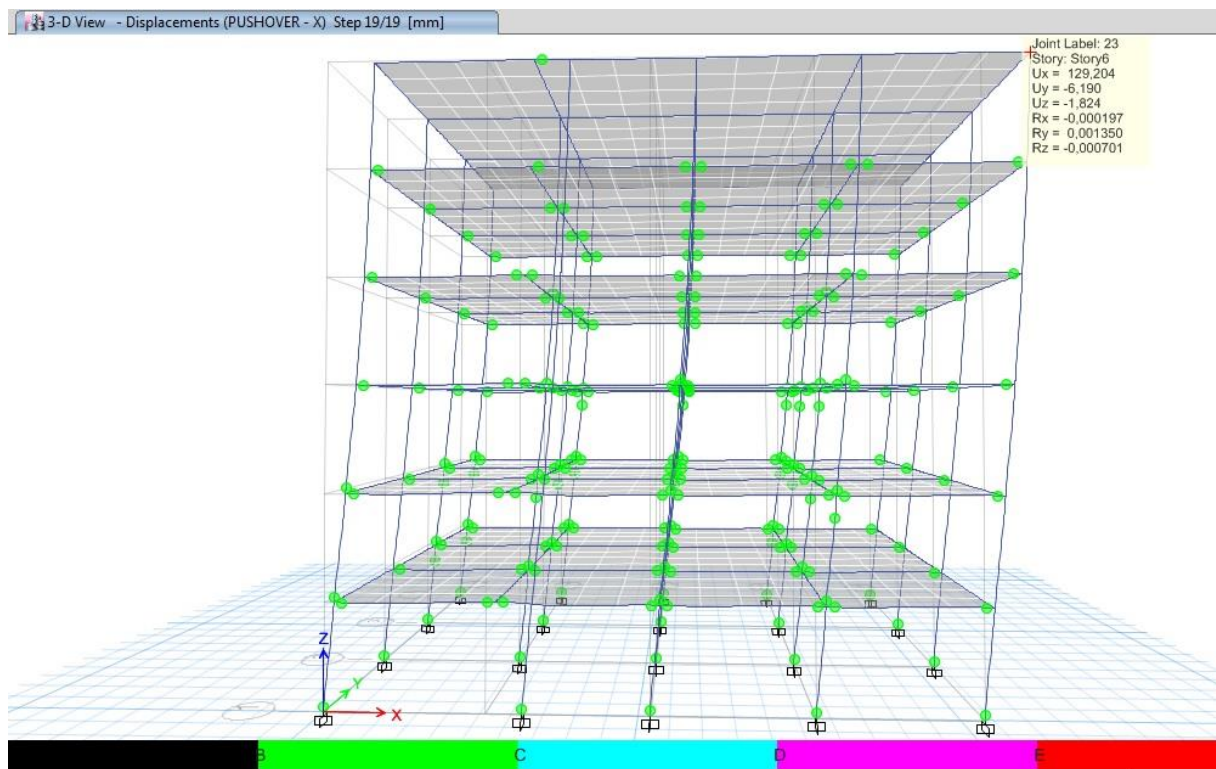 3-D View - Displacements (PUSHOVER - X) Step 19/19 [mm]
Joint Label: 23
Story: Story6
Ux = 129,204
Uy = -6,190
Uz = -1,824
Rx = -0,000197
Ry = 0,001350
Rz = -0,000701
Z
Y
X
B C D E